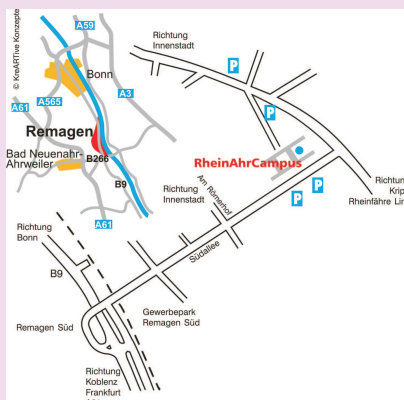 © KreARTive Konzepte
A59
Bonn
A3
A565
A61
Remagen
Bad Neuenahr-
Ahrweiler
B266
B9
A61
Richtung
Innenstadt
P
P
RheinAhrCampus
P
P
Richtung
Innenstadt
Am Römerhof
Südallee
Rheinfähre
Richtung
Bonn
B9
Remagen Süd
Gewerbepark
Remagen Süd
Richtung
Koblenz
Frankfurt